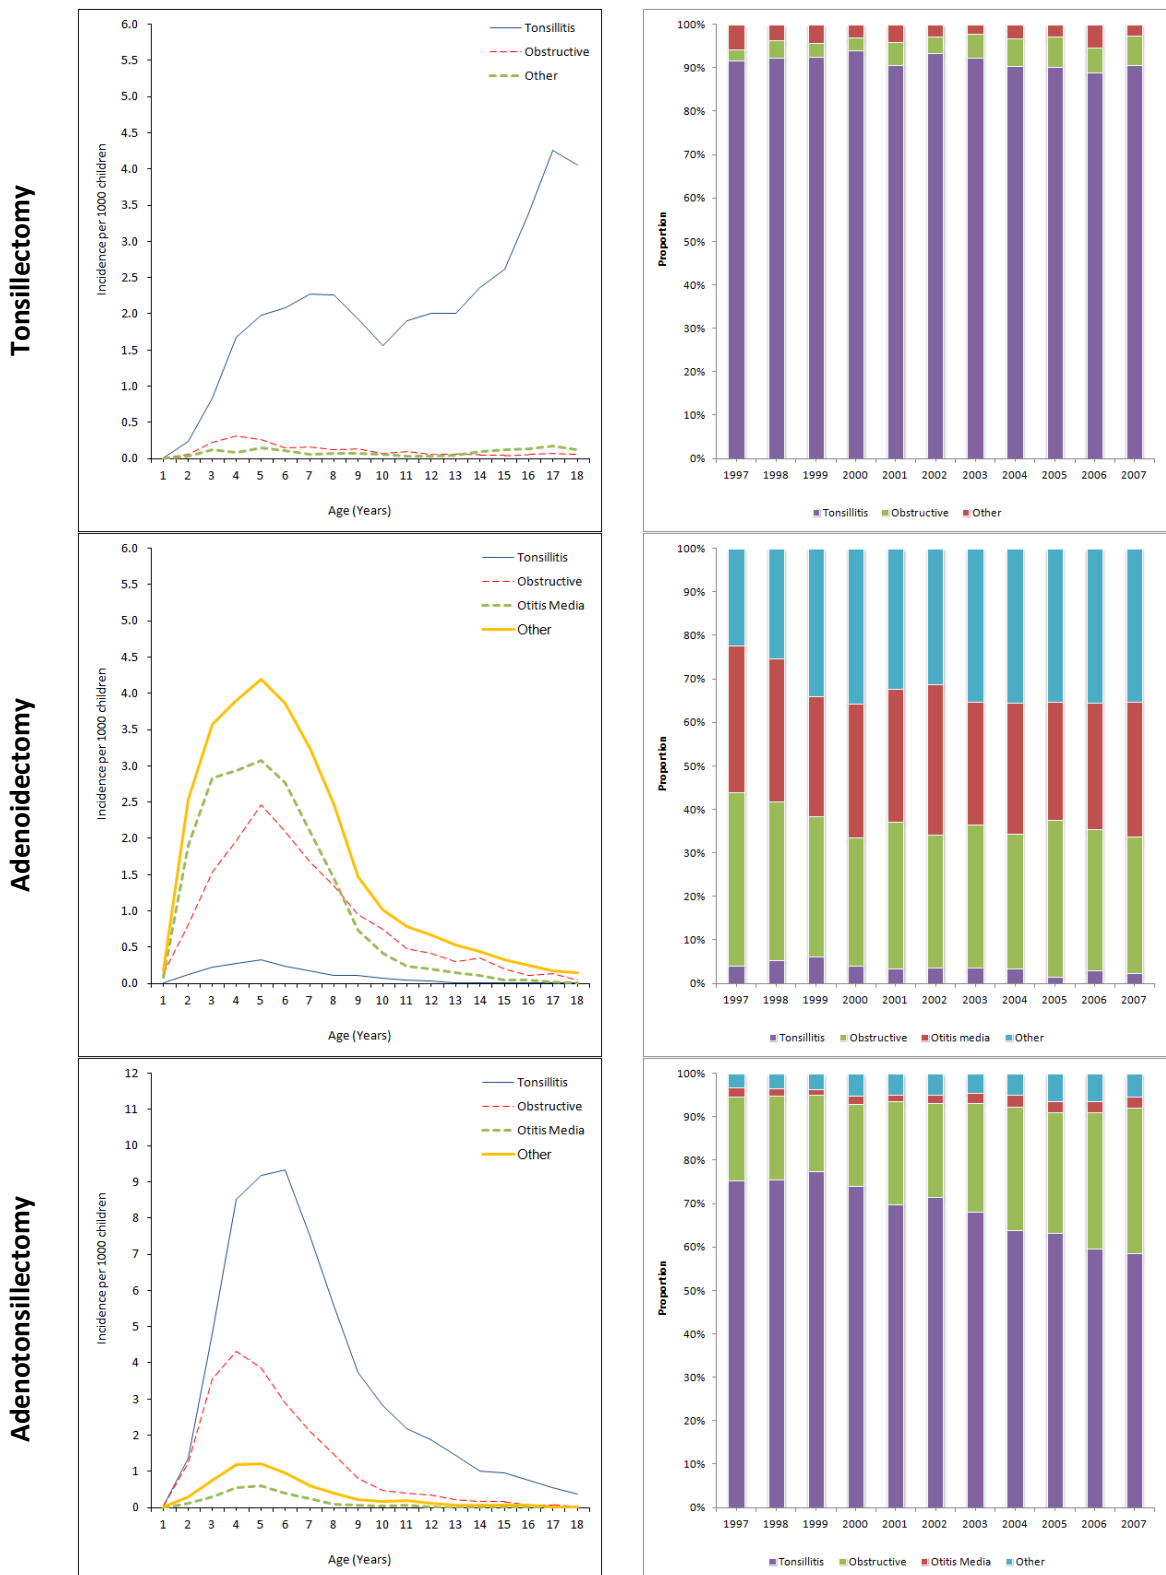 Tonsillectomy
6.0
5.5
5.0
4.5
4.0
3.5
3.0
2.5
2.0
1.5
1.0
0.5
0.0
Incidence per 1000 children
Tonsillitis
Obstructive
Other
1 2 3 4 5 6 7 8 9 10 11 12 13 14 15 16 17 18
Age (Years)
100%
90%
80%
70%
60%
50%
40%
30%
20%
10%
0%
Proportion
1997 1998 1999 2000 2001 2002 2003 2004 2005 2006 2007
Tonsillitis Obstructive Other
Adenoidectomy
6.0
5.5
5.0
4.5
4.0
3.5
3.0
2.5
2.0
1.5
1.0
0.5
0.0
Incidence per 1000 children
Tonsillitis
Obstructive
Otitis Media
Other
1 2 3 4 5 6 7 8 9 10 11 12 13 14 15 16 17 18
Age (Years)
100%
90%
80%
70%
60%
50%
40%
30%
20%
10%
0%
Proportion
1997 1998 1999 2000 2001 2002 2003 2004 2005 2006 2007
Tonsillitis Obstructive Otitis media Other
Adenotonsillectomy
12
11
10
9
8
7
6
5
4
3
2
1
0
Incidence per 1000 children
Tonsillitis
Obstructive
Otitis Media
Other
1 2 3 4 5 6 7 8 9 10 11 12 13 14 15 16 17 18
Age (Years)
100%
90%
80%
70%
60%
50%
40%
30%
20%
10%
0%
Proportion
1997 1998 1999 2000 2001 2002 2003 2004 2005 2006 2007
Tonsillitis Obstructive Otitis Media Other